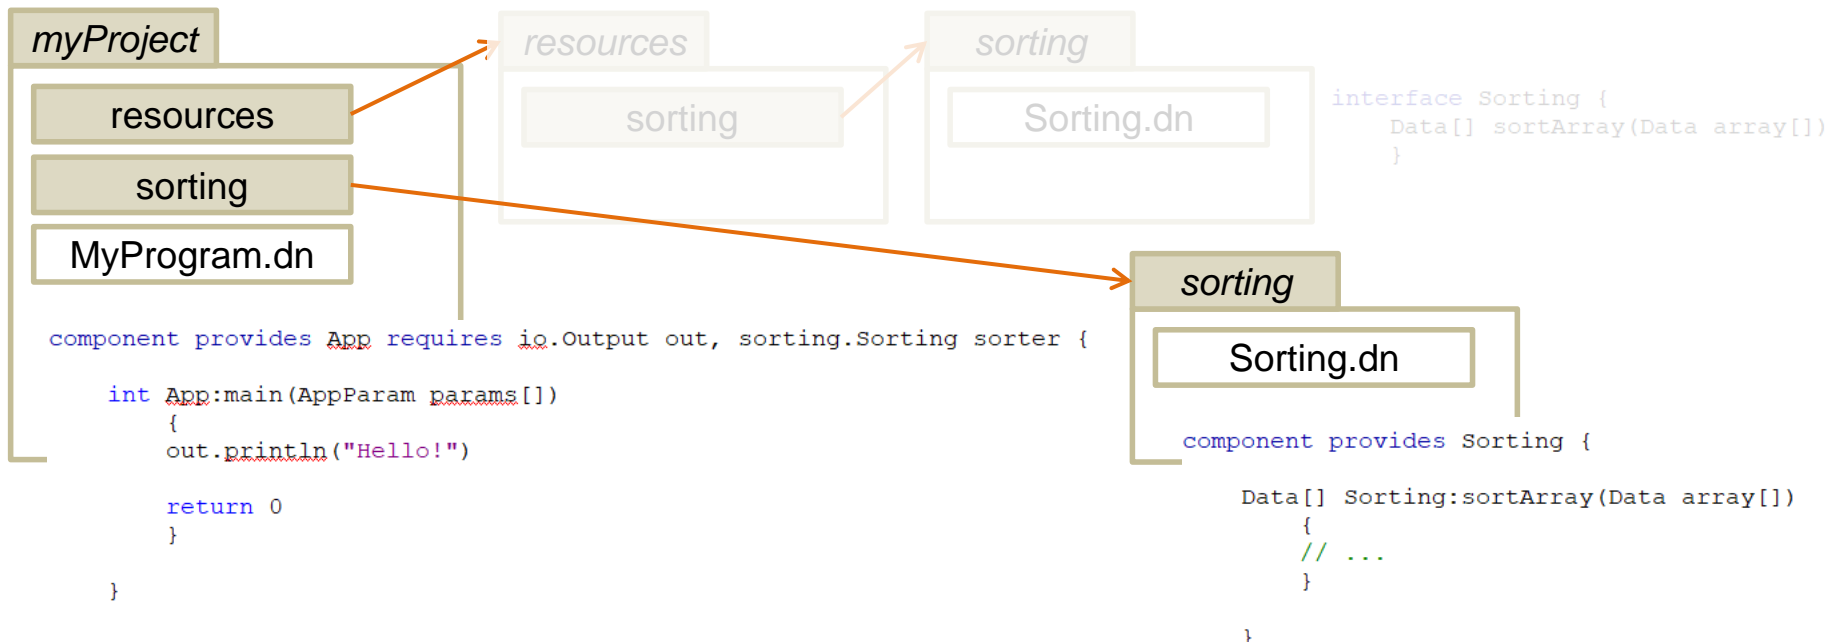 myProject
resources
sorting
MyProgram.dn
resources
sorting
sorting
Sorting.dn
interface Sorting {
Data[] sortArray(Data array[])
}
component provides App requires io.Output out, sorting.Sorting sorter {
int App:main(AppParam params[])
{
out.println("Hello!")
return 0
}
}
sorting
Sorting.dn
component provides Sorting {
Data[] Sorting:sortArray(Data array[])
{
// ...
}
}